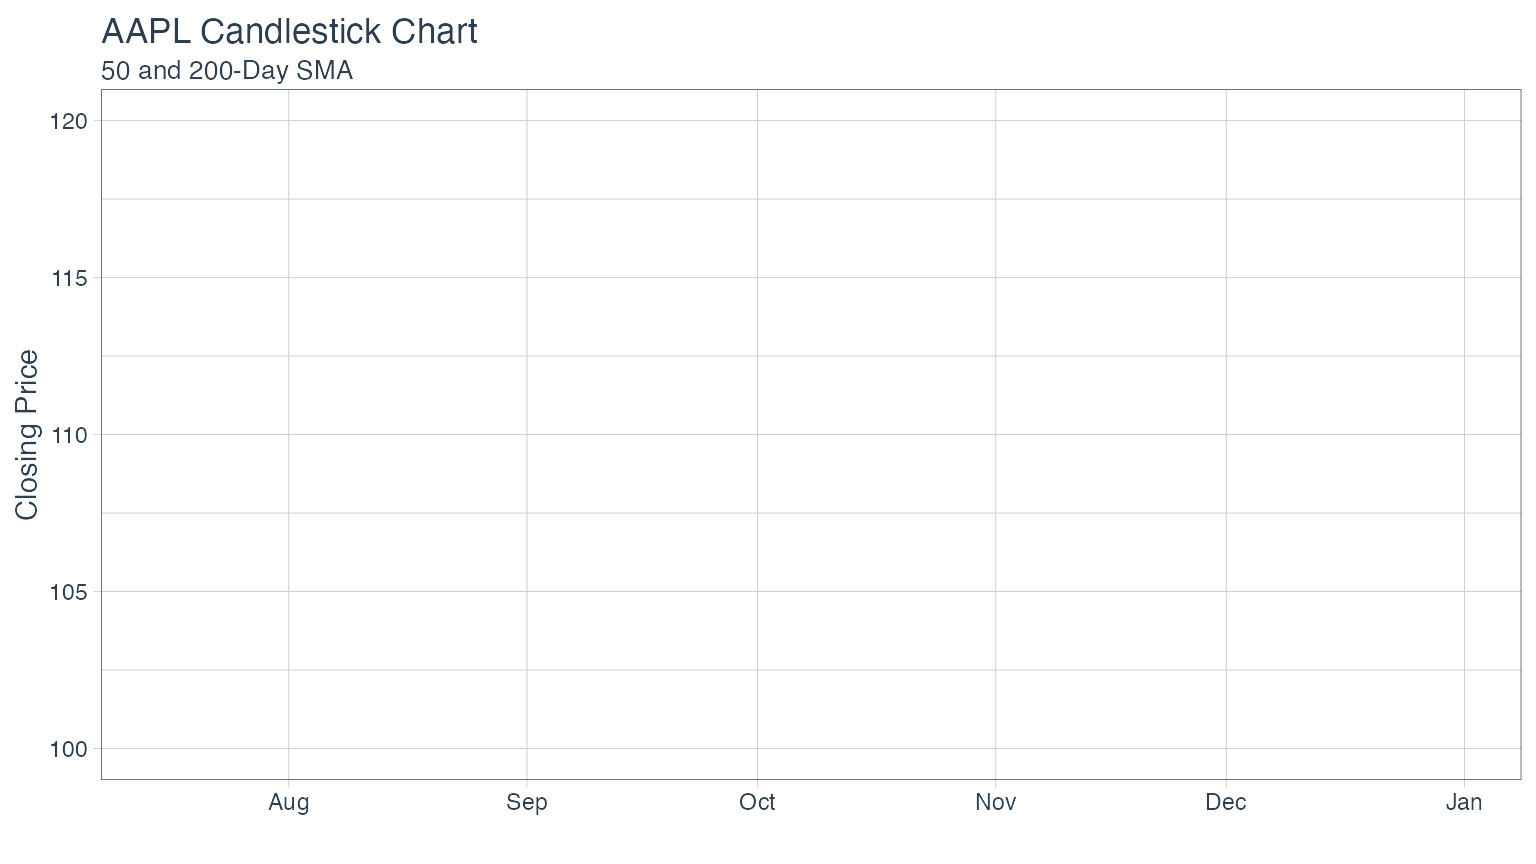 AAPL Candlestick Chart
50 and 200-Day SMA
Closing Price
120
115
110
105
100
Aug Sep Oct Nov Dec Jan